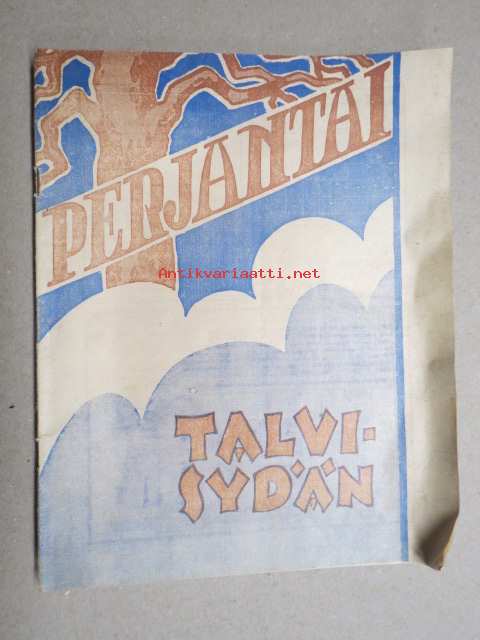 PERJANTAI
Antikvariaatti.net
TALVI-
SYDÄN